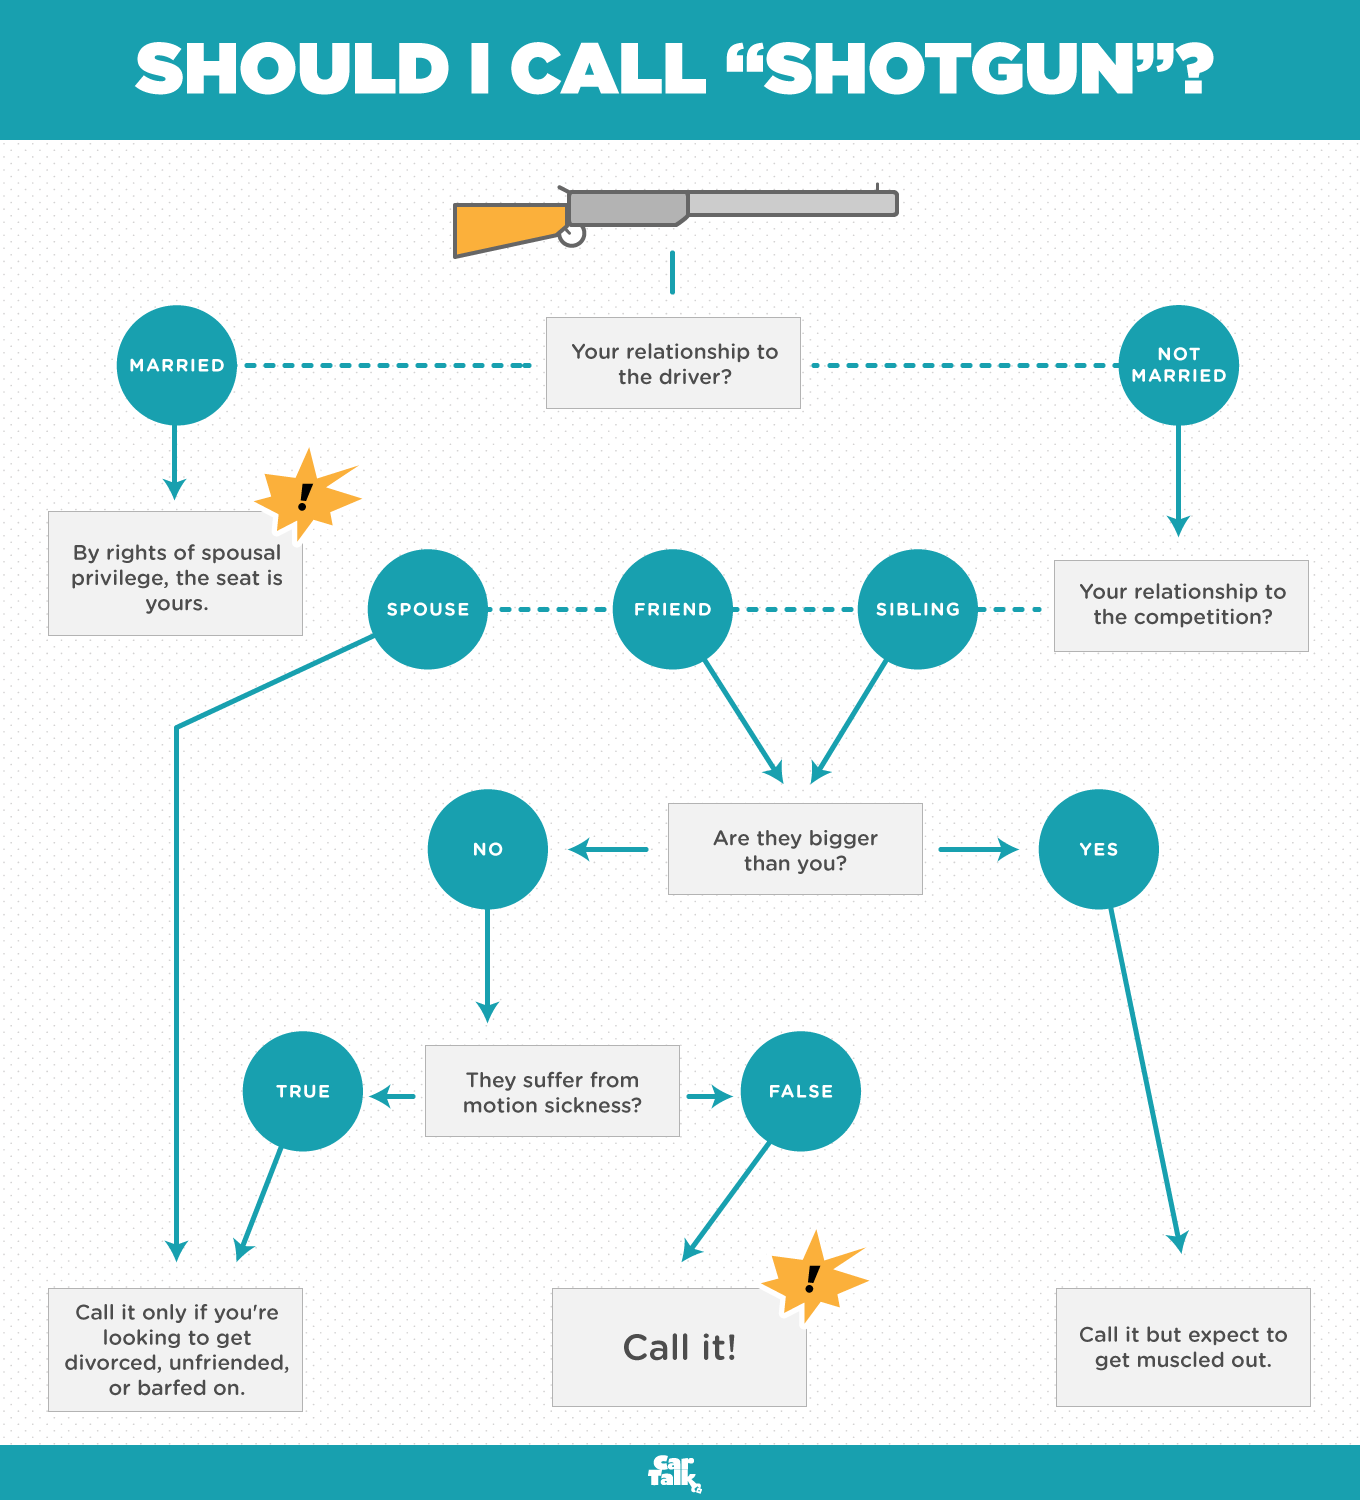 SHOULD I CALL “SHOTGUN”?
Your relationship to
the driver?
MARRIED
NOT
MARRIED
!
By rights of spousal
privilege, the seat is
yours.
Your relationship to
the competition?
SPOUSE
FRIEND
SIBLING
Are they bigger
than you?
NO
YES
They suffer from
motion sickness?
TRUE
FALSE
Call it only if you're
looking to get
divorced, unfriended,
or barfed on.
!
Call it!
Call it but expect to
get muscled out.
Car
Talk